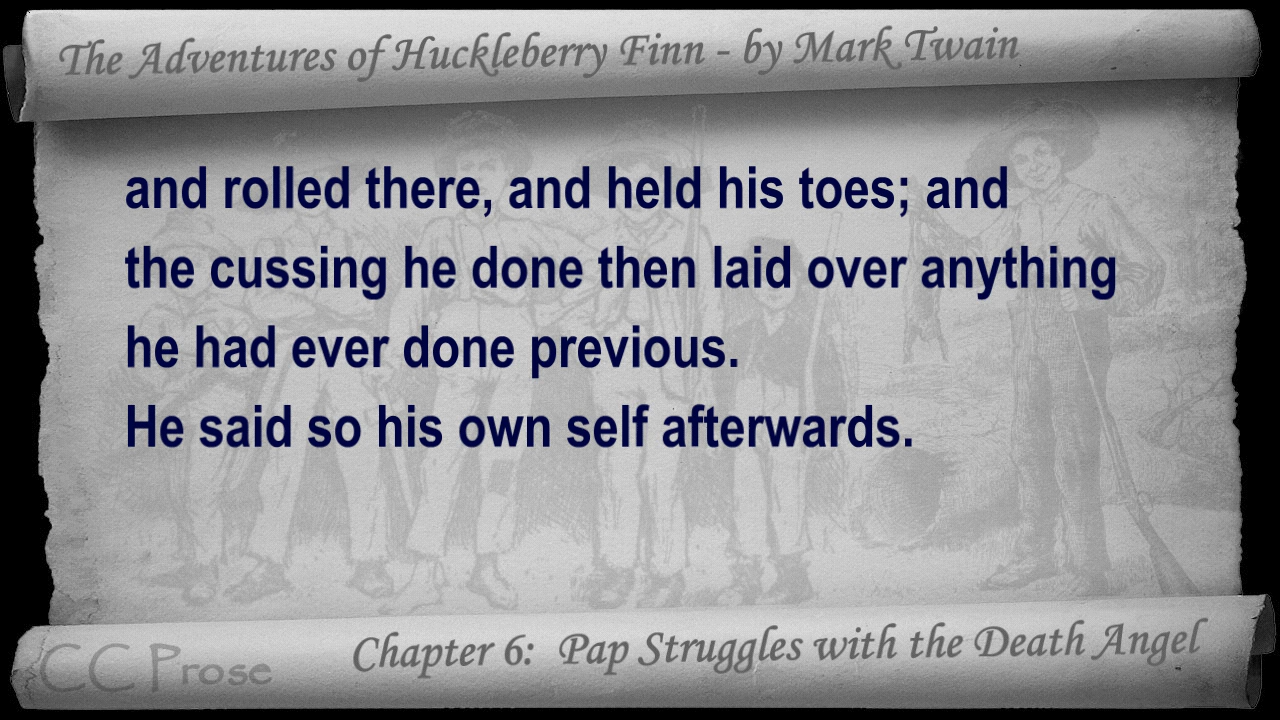 The Adventures of Huckleberry Finn - by Mark Twain
and rolled there, and held his toes; and
the cussing he done then laid over anything
he had ever done previous.
He said so his own self afterwards.
Chapter 6: Pap Struggles with the Death Angel
CC Prose